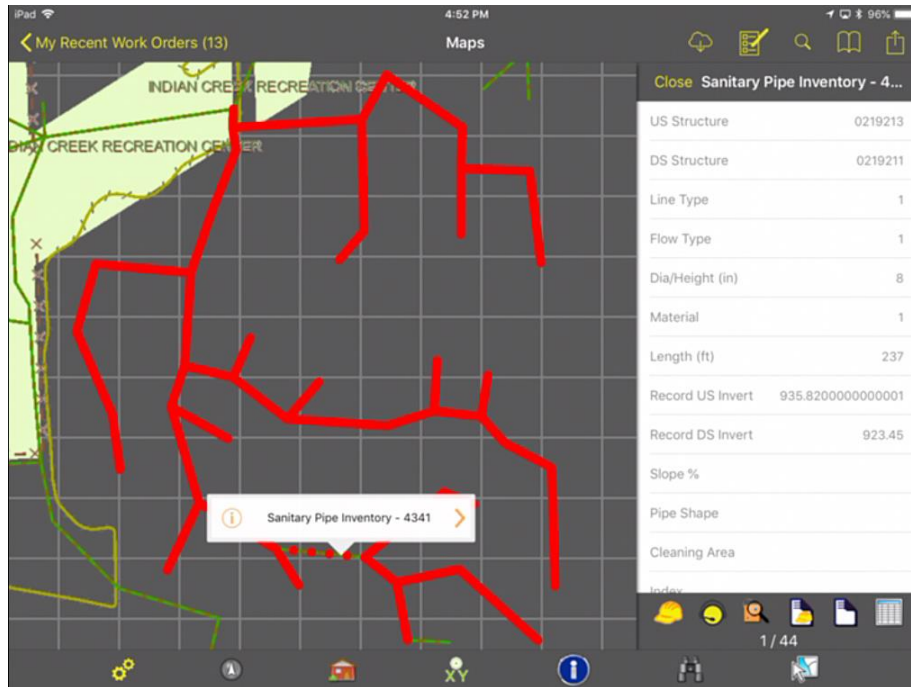 iPad 4:52 PM 96%
My Recent Work Orders (13) Maps
INDIAN CREEK RECREATION CENTER
CREEK RECREATION CENTER
Close Sanitary Pipe Inventory - 4...
US Structure 0219213
DS Structure 0219211
Line Type 1
Flow Type 1
Dia/Height (in) 8
Material 1
Length (ft) 237
Record US Invert 935.8200000000001
Record DS Invert 923.45
Slope %
Pipe Shape
Cleaning Area
Index
Sanitary Pipe Inventory - 4341
1 / 44
XY